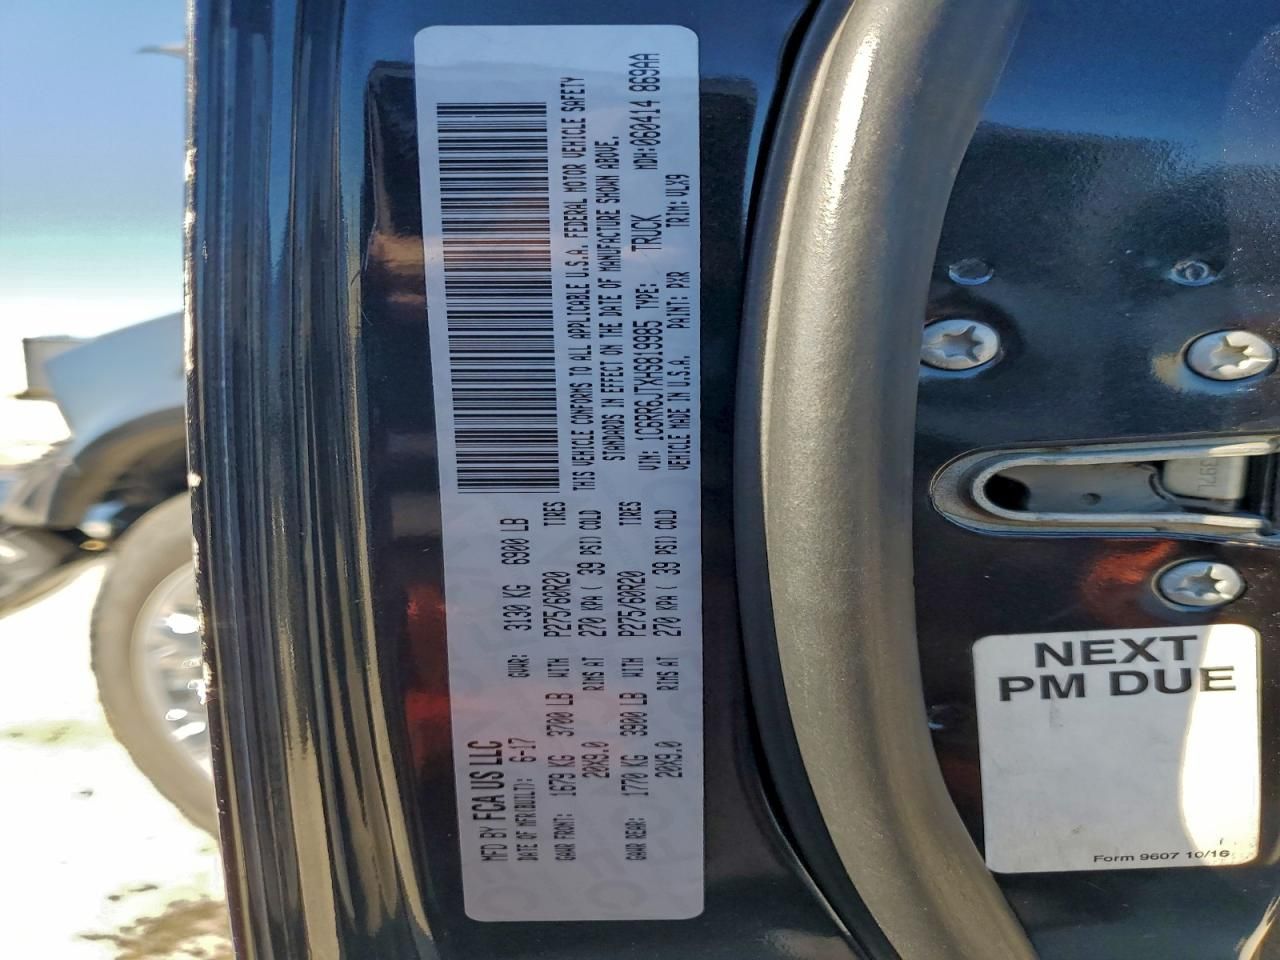 MFD BY FCA US LLC
DATE OF MFR(BUILT): 6-17 GVWR: 3130 KG 6900 LB
GAWR FRONT: 1679 KG 3700 LB WITH P275/60R20 TIRES
20X9.0 RIMS AT 270 KPA ( 39 PSI) COLD
GAWR REAR: 1770 KG 3900 LB WITH P275/60R20 TIRES
20X9.0 RIMS AT 270 KPA ( 39 PSI) COLD
THIS VEHICLE CONFORMS TO ALL APPLICABLE U.S.A. FEDERAL MOTOR VEHICLE SAFETY
STANDARDS IN EFFECT ON THE DATE OF MANUFACTURE SHOWN ABOVE.
VIN: 1C6RR6JTXHS819985 TYPE: TRUCK MDH:060414 869AA
VEHICLE MADE IN U.S.A. PAINT: PXR TRIM: VLX9
NEXT
PM DUE
Form 9607 10/16